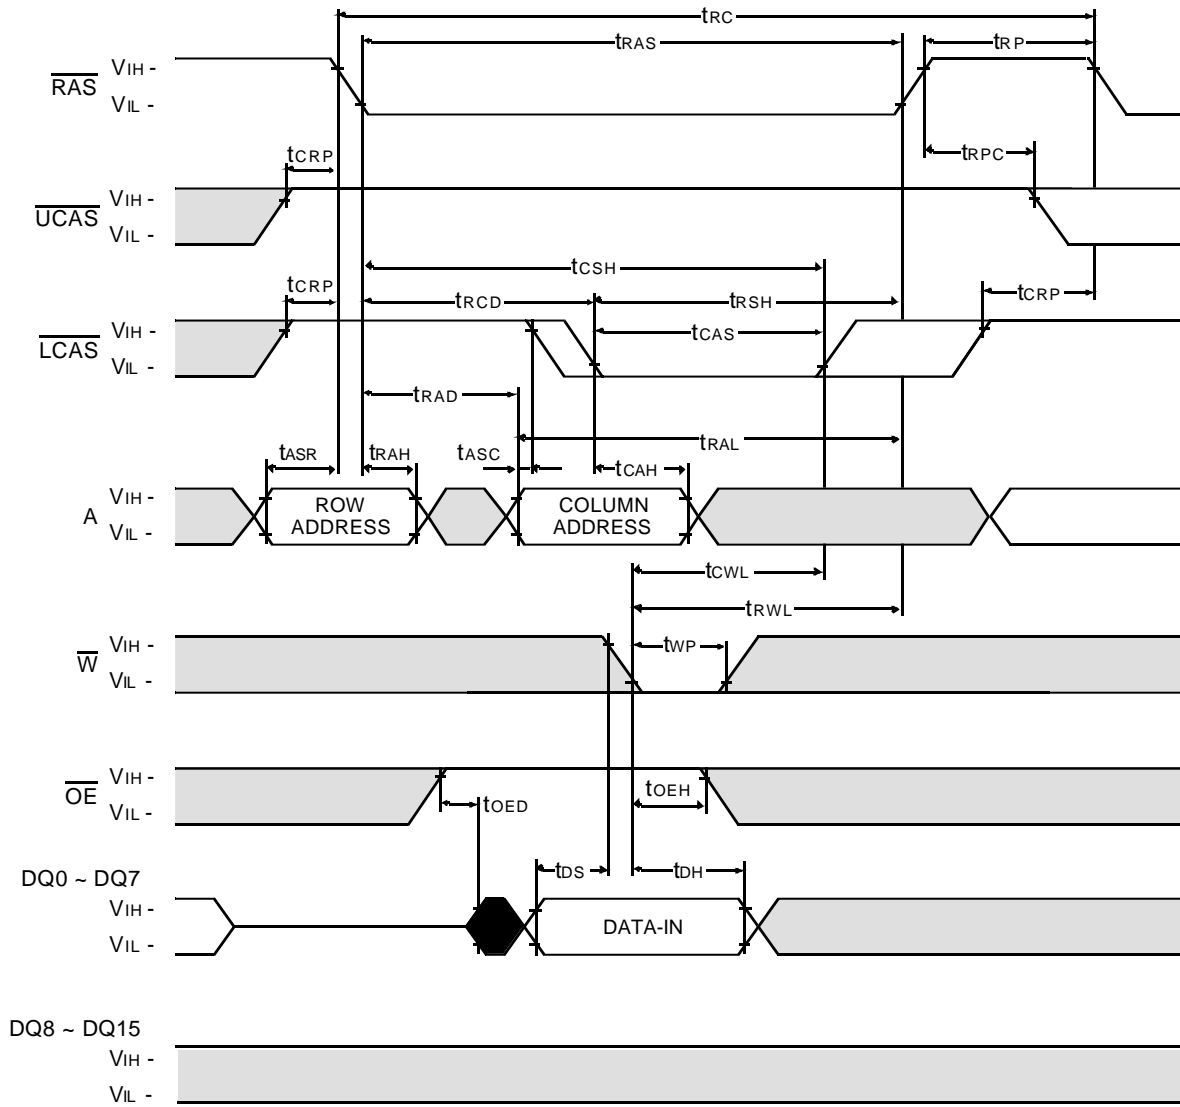 tRC
tRAS
tRP
RAS
VIH -
VIL -
tCRP
tRPC
UCAS
VIH -
VIL -
tCSH
tCRP
tRCD
tRSH
tCRP
LCAS
VIH -
VIL -
tCAS
tRAD
tRAL
tASR
tRAH
tASC
tCAH
A
VIH -
VIL -
ROW
ADDRESS
COLUMN
ADDRESS
tCWL
tRWL
W
VIH -
VIL -
tWP
OE
VIH -
VIL -
tOED
tOEH
tDS
tDH
DQ0 ~ DQ7
VIH -
VIL -
DATA-IN
DQ8 ~ DQ15
VIH -
VIL -